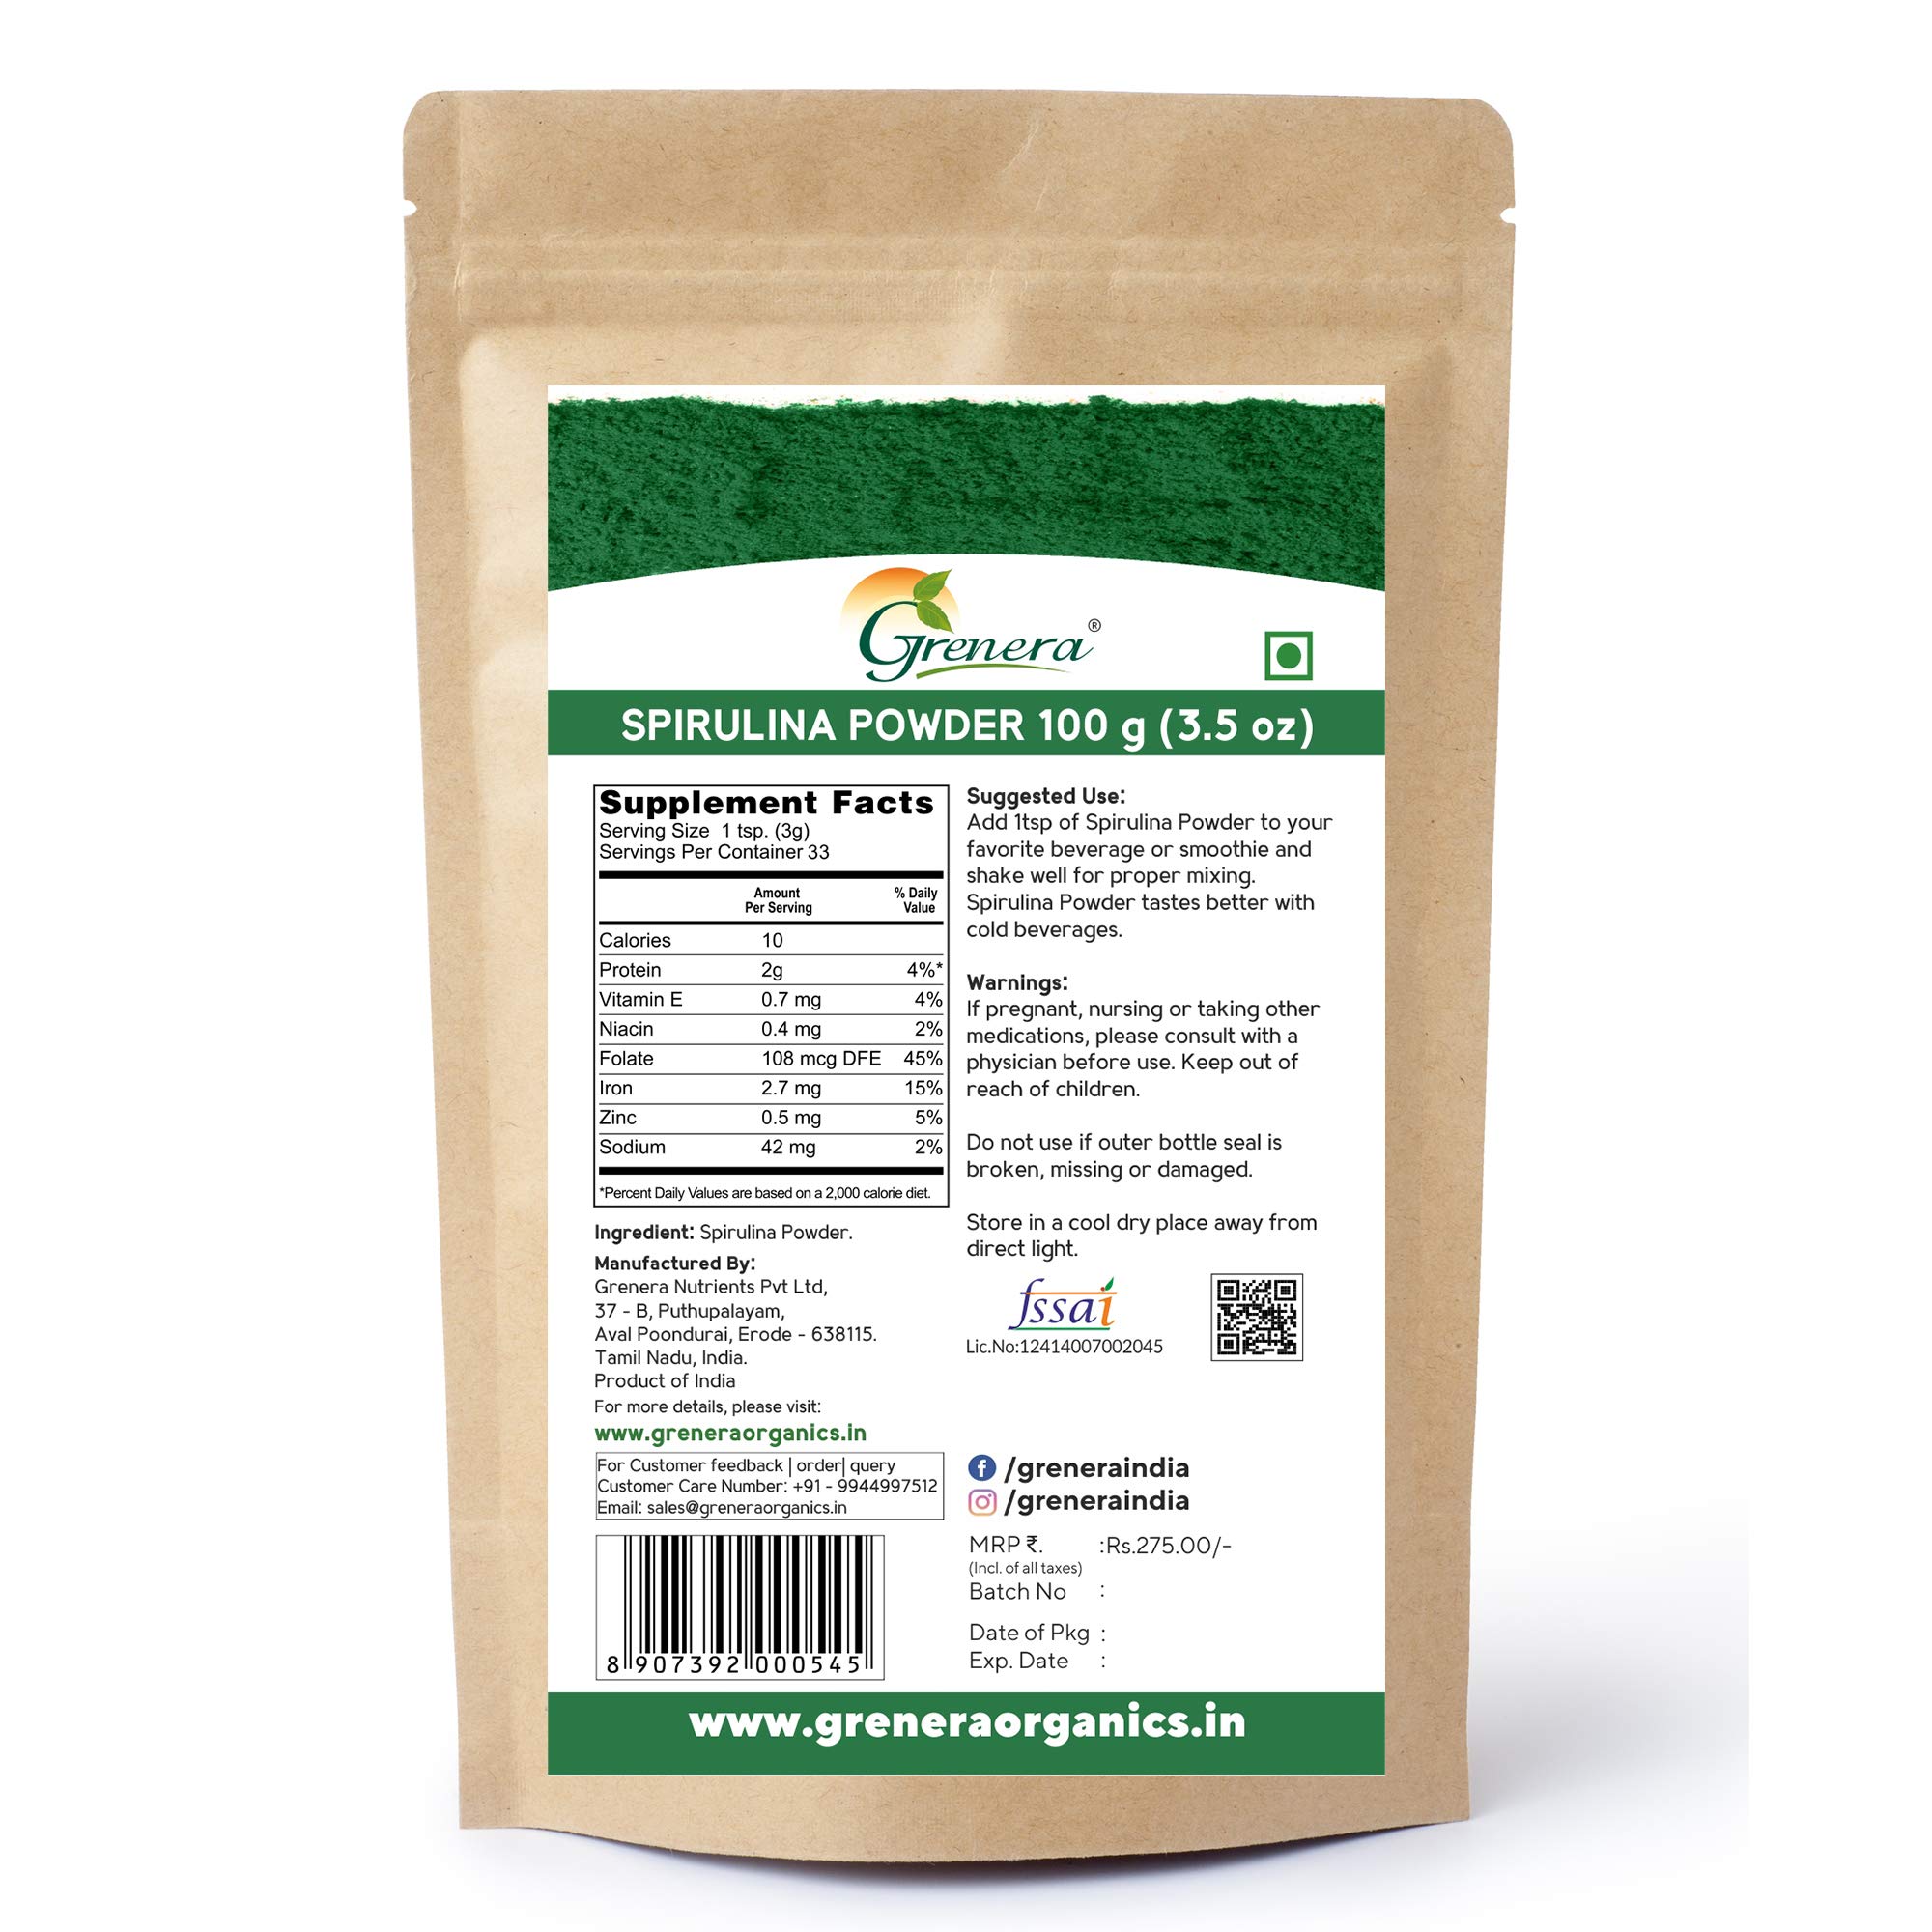 Grenera®
SPIRULINA POWDER 100 g (3.5 oz)
Supplement Facts
Serving Size 1 tsp. (3g)
Servings Per Container 33
Amount Per Serving % Daily Value
Calories 10
Protein 2g 4%*
Vitamin E 0.7 mg 4%
Niacin 0.4 mg 2%
Folate 108 mcg DFE 45%
Iron 2.7 mg 15%
Zinc 0.5 mg 5%
Sodium 42 mg 2%
*Percent Daily Values are based on a 2,000 calorie diet.
Ingredient: Spirulina Powder.
Manufactured By:
Grenera Nutrients Pvt Ltd,
37 - B, Puthupalayam,
Aval Poondurai, Erode - 638115.
Tamil Nadu, India.
Product of India
For more details, please visit:
www.greneraorganics.in
For Customer feedback | order| query
Customer Care Number: +91 - 9944997512
Email: sales@greneraorganics.in
8 907392 000545
Suggested Use:
Add 1tsp of Spirulina Powder to your
favorite beverage or smoothie and
shake well for proper mixing.
Spirulina Powder tastes better with
cold beverages.
Warnings:
If pregnant, nursing or taking other
medications, please consult with a
physician before use. Keep out of
reach of children.
Do not use if outer bottle seal is
broken, missing or damaged.
Store in a cool dry place away from
direct light.
fssai
Lic.No:12414007002045
/greneraindia
/greneraindia
MRP ₹. :Rs.275.00/-
(Incl. of all taxes)
Batch No :
Date of Pkg :
Exp. Date :
www.greneraorganics.in